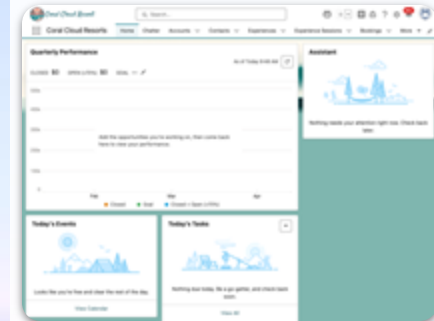 Coral Cloud Resort
Search...
Coral Cloud Resorts Home Chatter Accounts Contacts Experiences Experience Sessions Bookings More
Quarterly Performance
As of Today
CLOSED $0 OPEN (>70%) $0 GOAL --
Add the opportunities you're working on, then come back
here to view your performance.
Feb Mar Apr
Closed Goal Closed + Open (>70%)
Assistant
Nothing needs your attention right now. Check back
later.
Today's Events
Looks like you're free and clear the rest of the day.
View Calendar
Today's Tasks
Nothing due today. Be a go-getter, and check back
soon.
View All